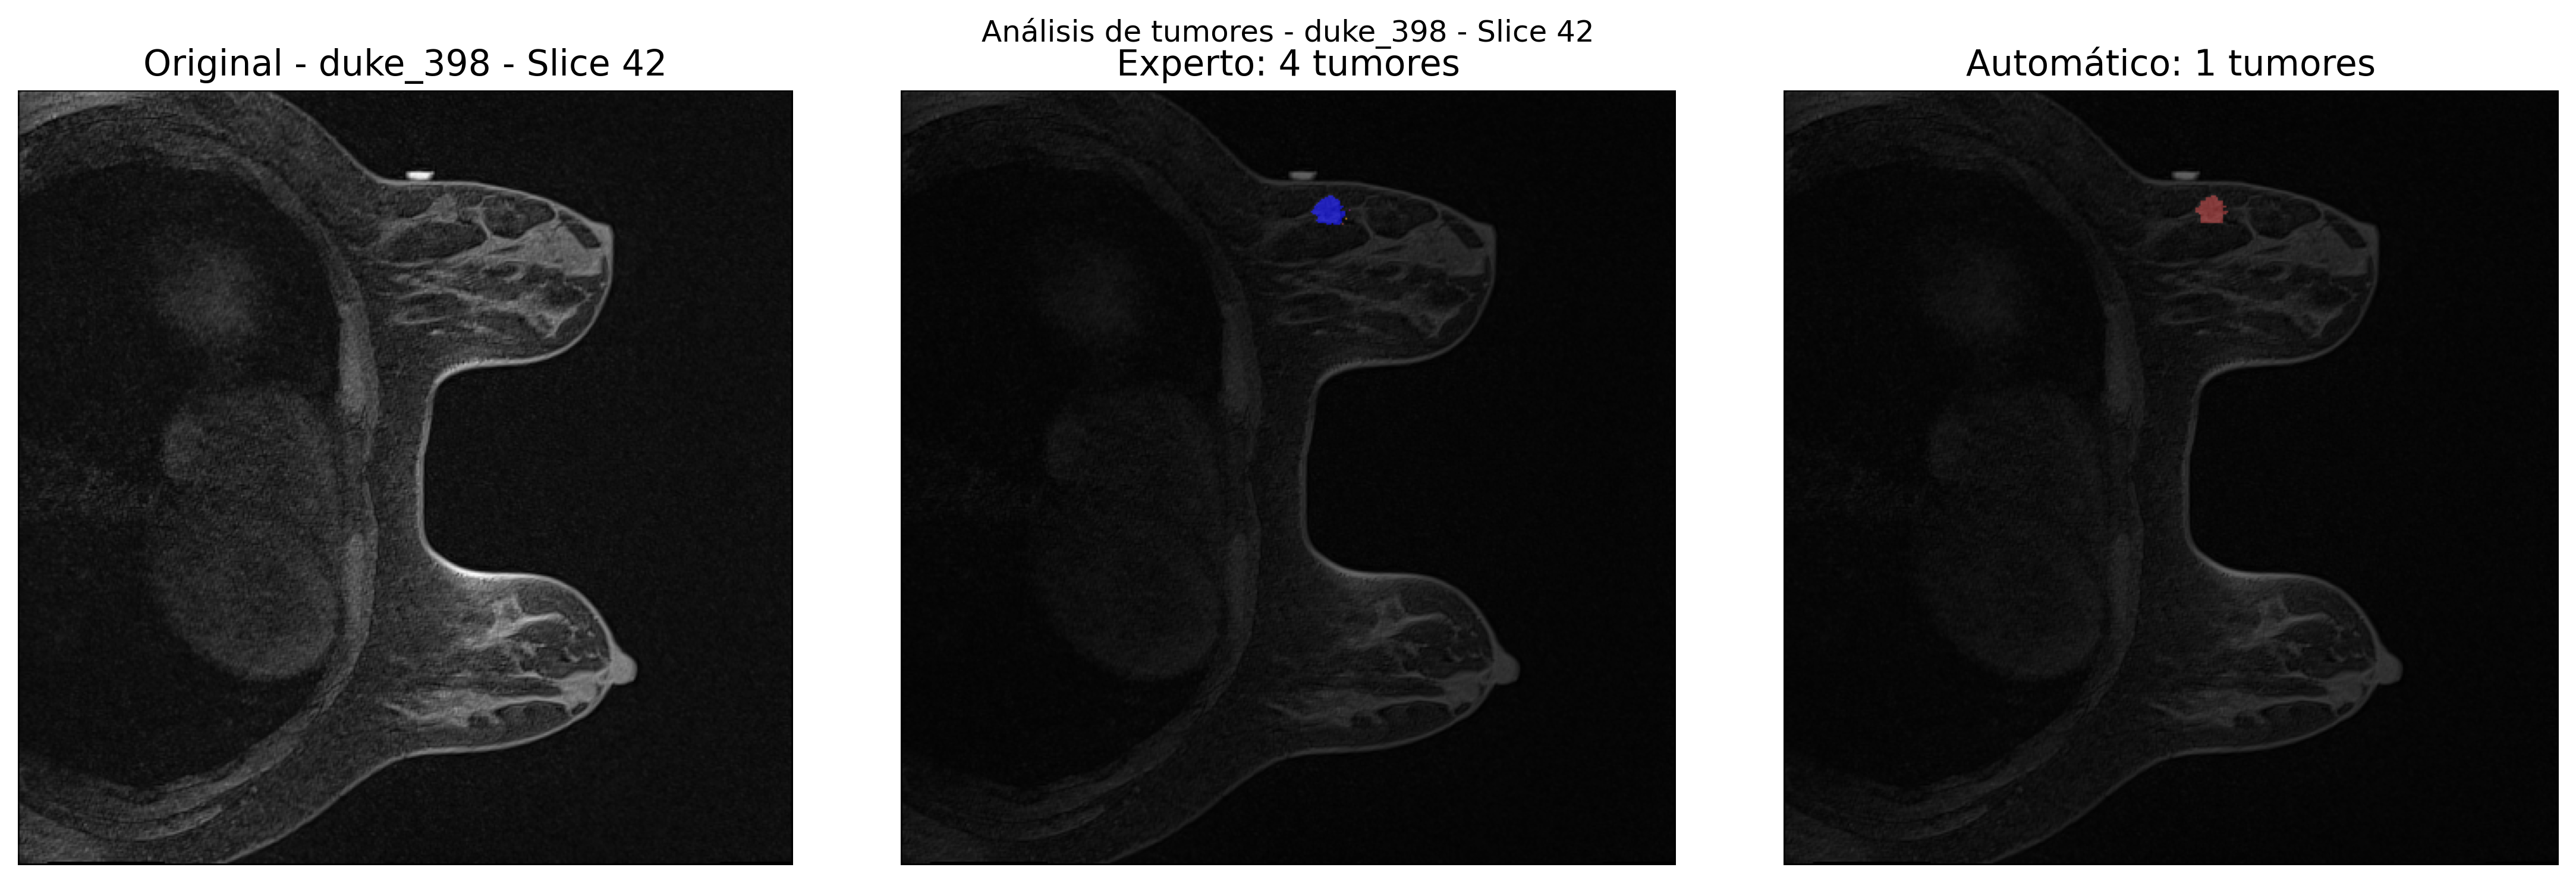 Análisis de tumores - duke_398 - Slice 42
Original - duke_398 - Slice 42
Experto: 4 tumores
Automático: 1 tumores